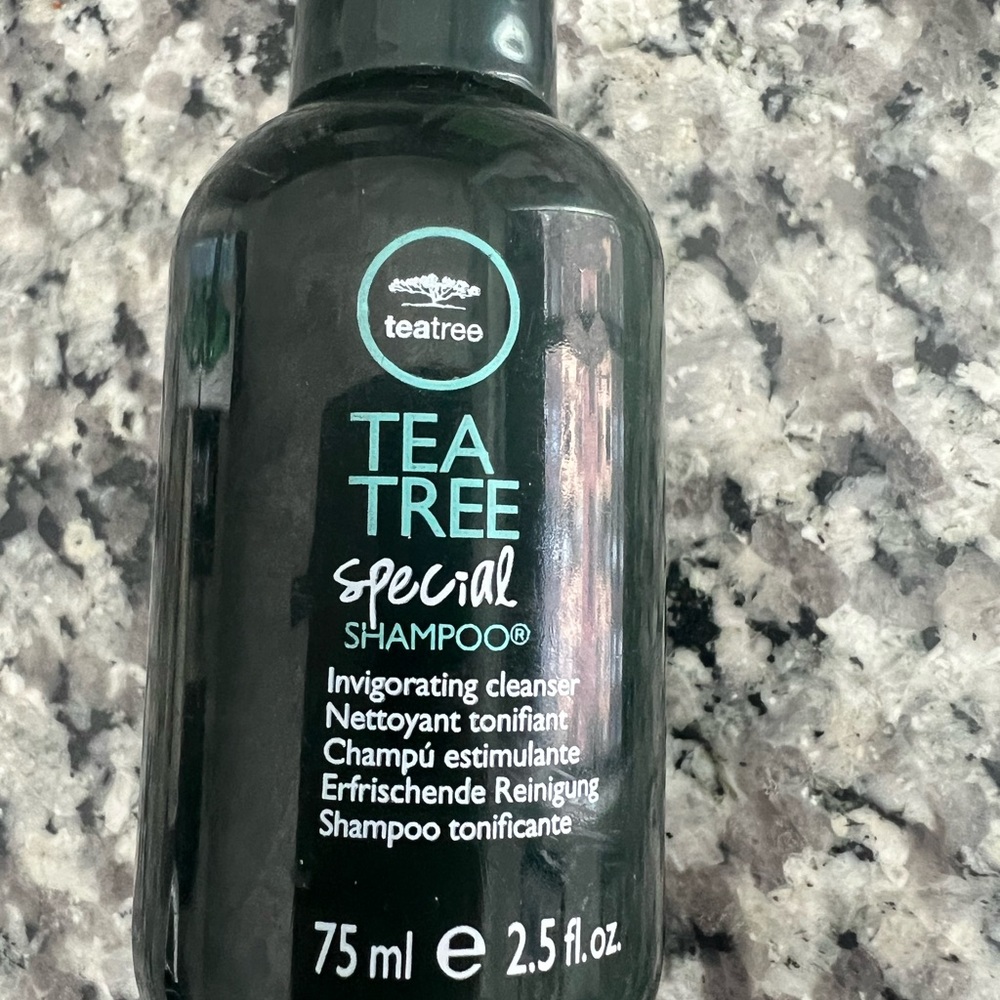 teatree
TEA
TREE
special
SHAMPOO®
Invigorating cleanser
Nettoyant tonifiant
Champú estimulante
Erfrischende Reinigung
Shampoo tonificante
75 ml e 2.5 fl. oz.